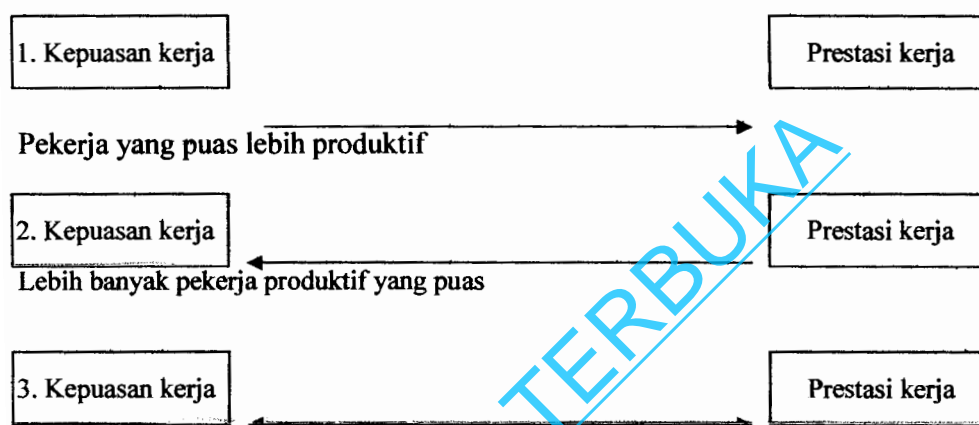 1. Kepuasan kerja Prestasi kerja
Pekerja yang puas lebih produktif
2. Kepuasan kerja Prestasi kerja
Lebih banyak pekerja produktif yang puas
3. Kepuasan kerja Prestasi kerja
TERBUKA